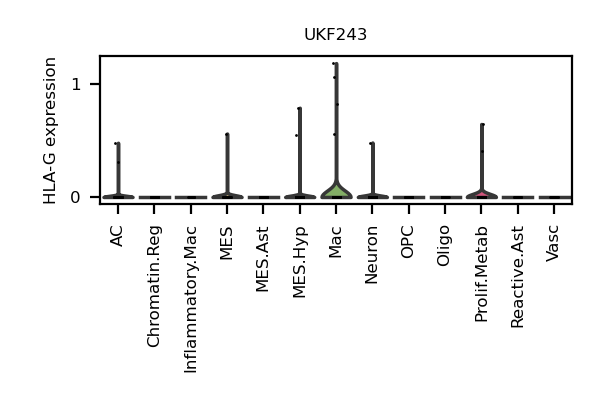 UKF243
HLA-G expression
1
0
AC
Chromatin.Reg
Inflammatory.Mac
MES
MES.Ast
MES.Hyp
Mac
Neuron
OPC
Oligo
Prolif.Metab
Reactive.Ast
Vasc